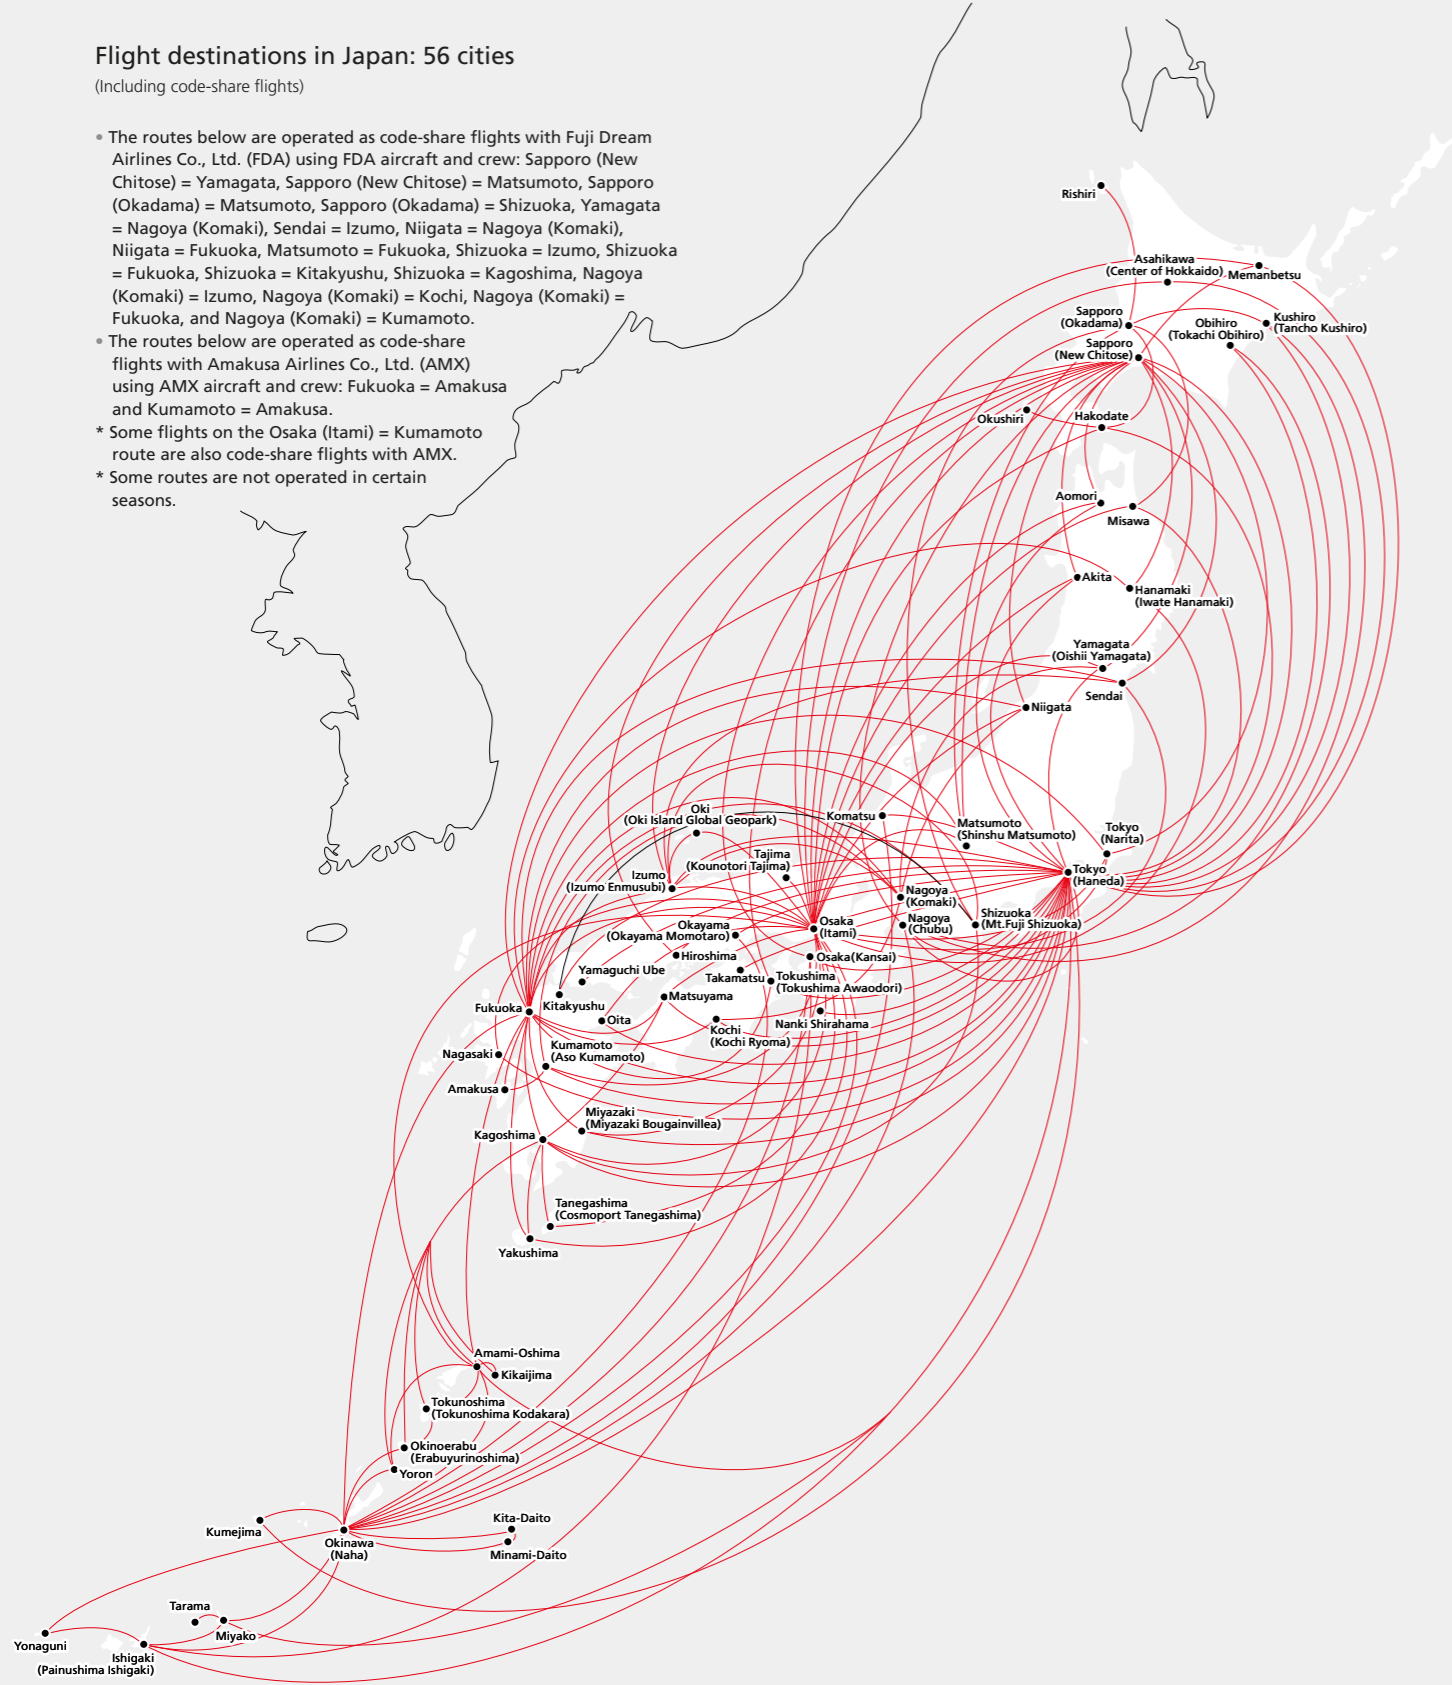 Flight destinations in Japan: 56 cities
(Including code-share flights)
• The routes below are operated as code-share flights with Fuji Dream
Airlines Co., Ltd. (FDA) using FDA aircraft and crew: Sapporo (New
Chitose) = Yamagata, Sapporo (New Chitose) = Matsumoto, Sapporo
(Okadama) = Matsumoto, Sapporo (Okadama) = Shizuoka, Yamagata
= Nagoya (Komaki), Sendai = Izumo, Niigata = Nagoya (Komaki),
Niigata = Fukuoka, Matsumoto = Fukuoka, Shizuoka = Izumo, Shizuoka
= Fukuoka, Shizuoka = Kitakyushu, Shizuoka = Kagoshima, Nagoya
(Komaki) = Izumo, Nagoya (Komaki) = Kochi, Nagoya (Komaki) =
Fukuoka, and Nagoya (Komaki) = Kumamoto.
• The routes below are operated as code-share
flights with Amakusa Airlines Co., Ltd. (AMX)
using AMX aircraft and crew: Fukuoka = Amakusa
and Kumamoto = Amakusa.
* Some flights on the Osaka (Itami) = Kumamoto
route are also code-share flights with AMX.
* Some routes are not operated in certain
seasons.
Rishiri
Asahikawa
(Center of Hokkaido)
Memanbetsu
Sapporo
(Okadama)
Obihiro
(Tokachi Obihiro)
Kushiro
(Tancho Kushiro)
Sapporo
(New Chitose)
Okushiri
Hakodate
Aomori
Misawa
Akita
Hanamaki
(Iwate Hanamaki)
Yamagata
(Oishii Yamagata)
Sendai
Niigata
Oki
(Oki Island Global Geopark)
Komatsu
Matsumoto
(Shinshu Matsumoto)
Tokyo
(Narita)
Tajima
(Kounotori Tajima)
Izumo
(Izumo Enmusubi)
Tokyo
(Haneda)
Nagoya
(Komaki)
Nagoya
(Chubu)
Shizuoka
(Mt.Fuji Shizuoka)
Okayama
(Okayama Momotaro)
Osaka
(Itami)
Hiroshima
Osaka(Kansai)
Yamaguchi Ube
Takamatsu
Tokushima
(Tokushima Awaodori)
Matsuyama
Kitakyushu
Fukuoka
Oita
Kochi
(Kochi Ryoma)
Nanki Shirahama
Nagasaki
Kumamoto
(Aso Kumamoto)
Amakusa
Miyazaki
(Miyazaki Bougainvillea)
Kagoshima
Tanegashima
(Cosmoport Tanegashima)
Yakushima
Amami-Oshima
Kikaijima
Tokunoshima
(Tokunoshima Kodakara)
Okinoerabu
(Erabuyurinoshima)
Yoron
Kumejima
Okinawa
(Naha)
Kita-Daito
Minami-Daito
Tarama
Miyako
Yonaguni
Ishigaki
(Painushima Ishigaki)